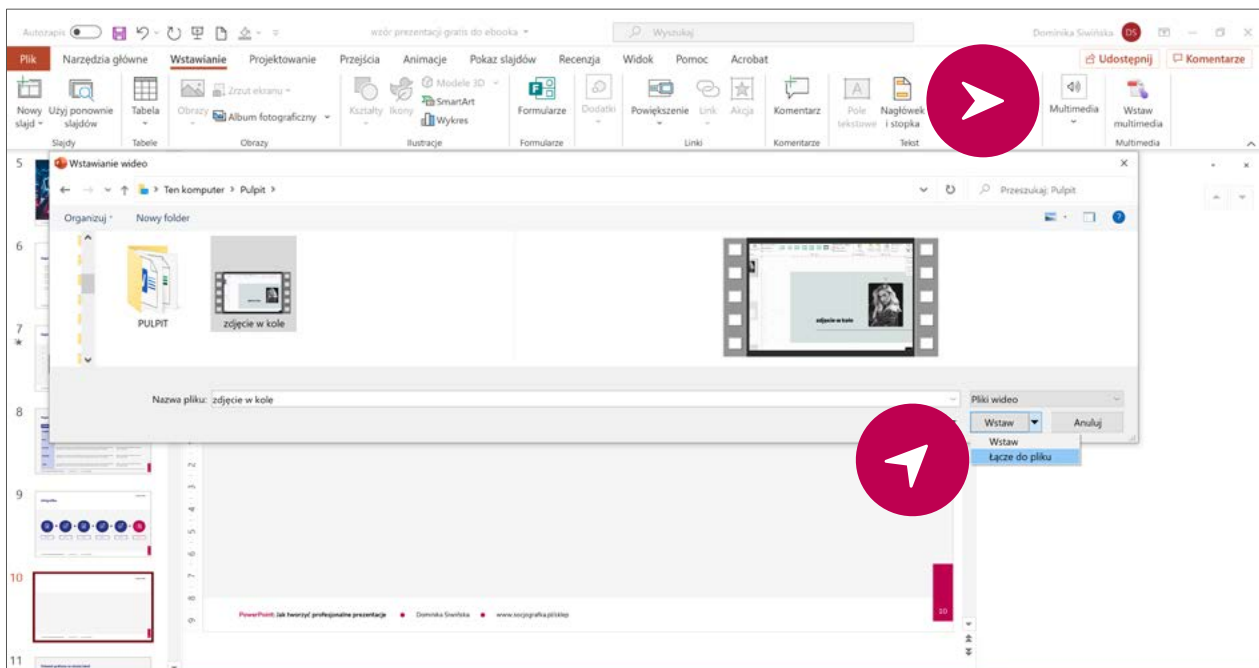 Autozapis
wzór prezentacji gratis do ebooka
Wyszukaj
Dominika Siwińska DS
Plik Narzędzia główne Wstawianie Projektowanie Przejścia Animacje Pokaz slajdów Recenzja Widok Pomoc Acrobat
Udostępnij Komentarze
Nowy slajd
Użyj ponownie slajdów
Tabela
Obrazy
Zrzut ekranu
Album fotograficzny
Kształty
Ikony
Modele 3D
SmartArt
Wykres
Formularze
Dodatki
Powiększenie
Link
Akcja
Komentarz
Pole tekstowe
Nagłówek i stopka
Multimedia
Wstaw multimedia
Slajdy Tabele Obrazy Ilustracje Formularze Linki Komentarze Tekst Multimedia
5
Wstawianie wideo
Ten komputer > Pulpit >
Przeszukaj: Pulpit
Organizuj Nowy folder
6
zdjęcie w kole
PULPIT
zdjęcie w kole
7
Nazwa pliku: zdjęcie w kole
Pliki wideo
8
Wstaw Anuluj
Wstaw
Łącze do pliku
9
10
PowerPoint: Jak tworzyć profesjonalne prezentacje Dominika Siwińska www.socjografka.pl/sklep
10
11